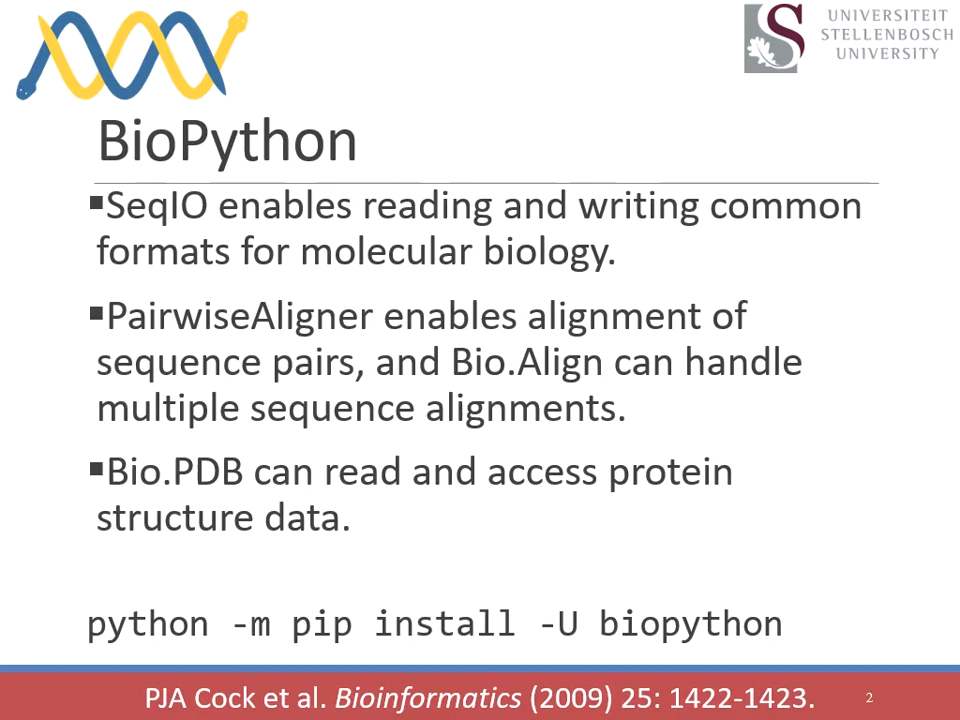 UNIVERSITEIT
STELLENBOSCH
UNIVERSITY
BioPython
▪SeqIO enables reading and writing common
formats for molecular biology.
▪PairwiseAligner enables alignment of
sequence pairs, and Bio.Align can handle
multiple sequence alignments.
▪Bio.PDB can read and access protein
structure data.
python -m pip install -U biopython
PJA Cock et al. Bioinformatics (2009) 25: 1422-1423.
2